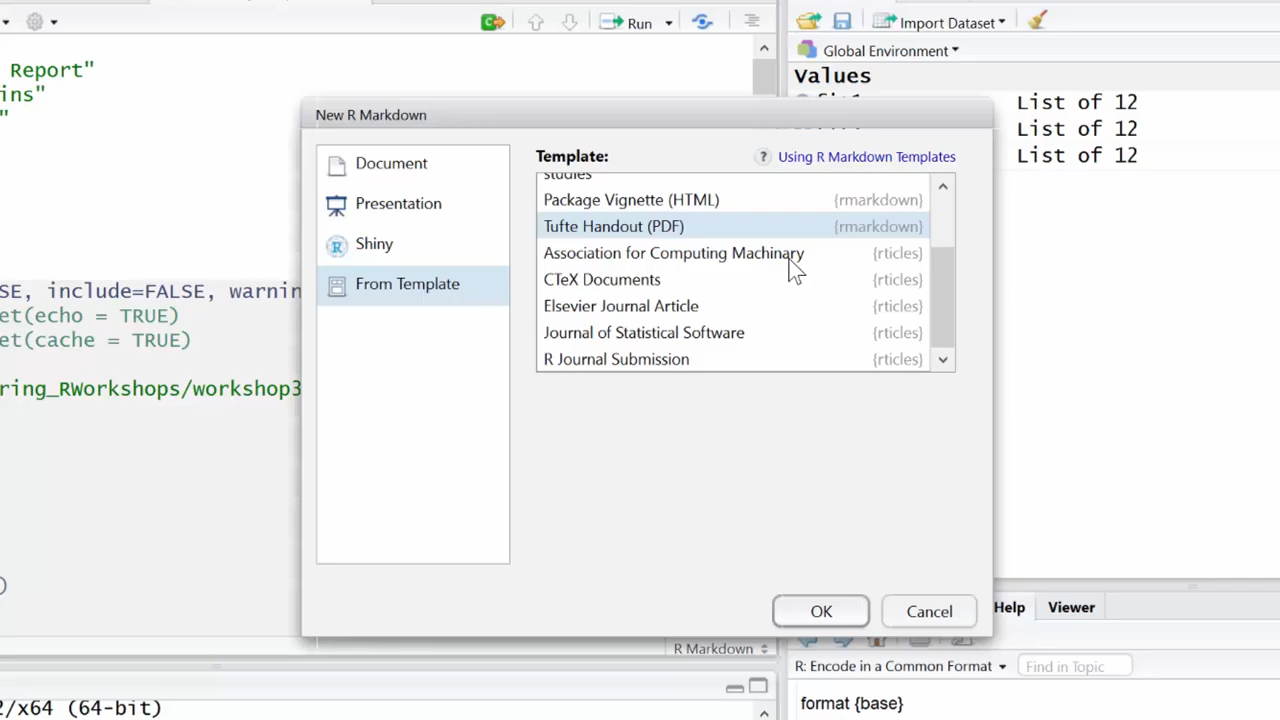 Run
Import Dataset
Global Environment
Report"
ins"
"
Values
List of 12
List of 12
List of 12
New R Markdown
Document
Presentation
Shiny
From Template
Template:
? Using R Markdown Templates
studies
Package Vignette (HTML) {rmarkdown}
Tufte Handout (PDF) {rmarkdown}
Association for Computing Machinary {rticles}
CTeX Documents {rticles}
Elsevier Journal Article {rticles}
Journal of Statistical Software {rticles}
R Journal Submission {rticles}
SE, include=FALSE, warnin
et(echo = TRUE)
et(cache = TRUE)
ring_RWorkshops/workshop3
)
OK
Cancel
Help
Viewer
R Markdown
R: Encode in a Common Format
Find in Topic
2/x64 (64-bit)
format {base}